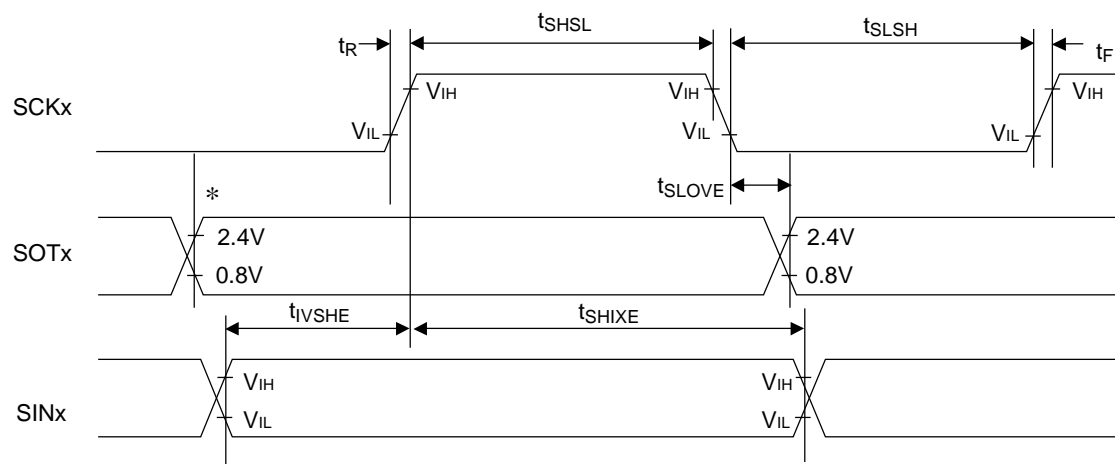 tSHSL
tSLSH
tR
tF
SCKx
VIH
VIH
VIH
VIL
VIL
VIL
*
tSLOVE
SOTx
2.4V
2.4V
0.8V
0.8V
tIVSHE
tSHIXE
SINx
VIH
VIH
VIL
VIL